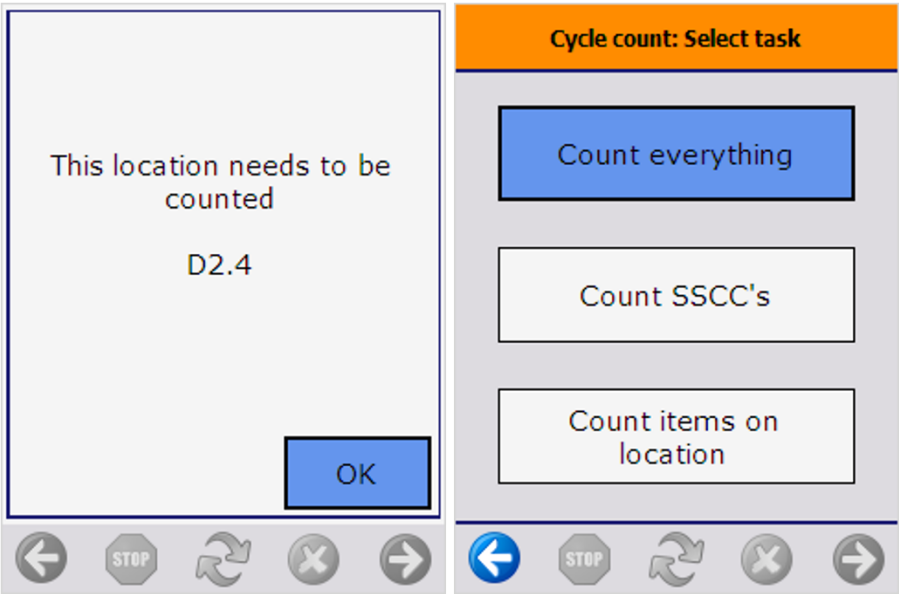 This location needs to be
counted
D2.4
OK
STOP
Cycle count: Select task
Count everything
Count SSCC's
Count items on
location
STOP